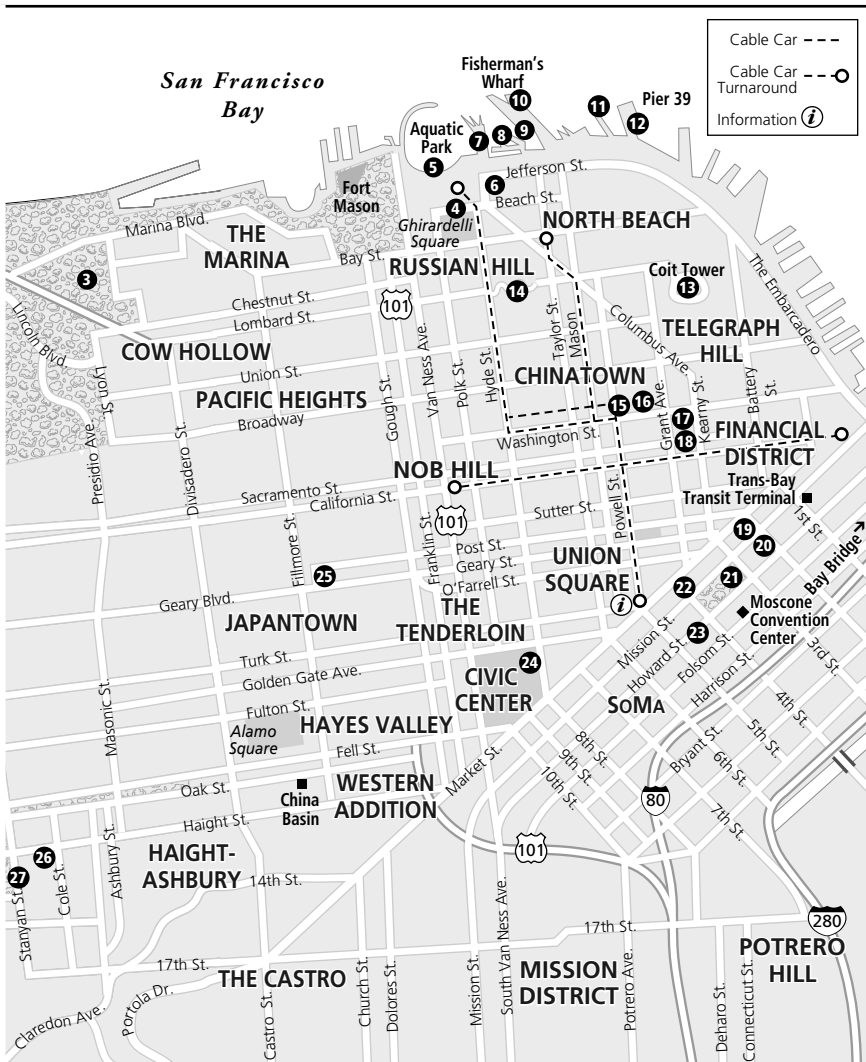 Cable Car
Cable Car
Turnaround
Information i
San Francisco
Bay
Fisherman's
Wharf
10
11
Pier 39
12
Aquatic
Park
7
8
9
5
Jefferson St.
6
Beach St.
Fort
Mason
4
Ghirardelli
Square
NORTH BEACH
Marina Blvd.
THE
MARINA
Bay St.
RUSSIAN HILL
Coit Tower
13
3
14
The Embarcadero
Chestnut St.
Lombard St.
101
Lincoln Blvd.
Van Ness Ave.
Polk St.
Hyde St.
Taylor St.
Mason
Columbus Ave.
TELEGRAPH
HILL
COW HOLLOW
Union St.
PACIFIC HEIGHTS
Broadway
Lyon St.
Gough St.
CHINATOWN
15
16
Grant Ave.
Kearny St.
Battery
St.
17
18
Washington St.
FINANCIAL
DISTRICT
Presidio Ave.
Divisadero St.
NOB HILL
Trans-Bay
Transit Terminal
Sacramento St.
California St.
Franklin St.
101
Sutter St.
Powell St.
19
20
1st St.
Bay Bridge
Fillmore St.
Post St.
Geary St.
O'Farrell St.
UNION
SQUARE
i
21
22
25
Geary Blvd.
JAPANTOWN
THE
TENDERLOIN
Moscone
Convention
Center
23
Mission St.
Howard St.
Folsom St.
Harrison St.
3rd St.
Turk St.
Golden Gate Ave.
24
CIVIC
CENTER
SOMA
4th St.
Masonic St.
Fulton St.
Alamo
Square
HAYES VALLEY
Fell St.
8th St.
9th St.
10th St.
Bryant St.
5th St.
6th St.
7th St.
Oak St.
China
Basin
WESTERN
ADDITION
Market St.
80
Haight St.
101
26
27
Stanyan St.
Cole St.
Ashbury St.
HAIGHT-
ASHBURY
14th St.
280
17th St.
17th St.
THE CASTRO
MISSION
DISTRICT
POTRERO
HILL
Claredon Ave.
Portola Dr.
Castro St.
Church St.
Dolores St.
Mission St.
South Van Ness Ave.
Potrero Ave.
Deharo St.
Connecticut St.